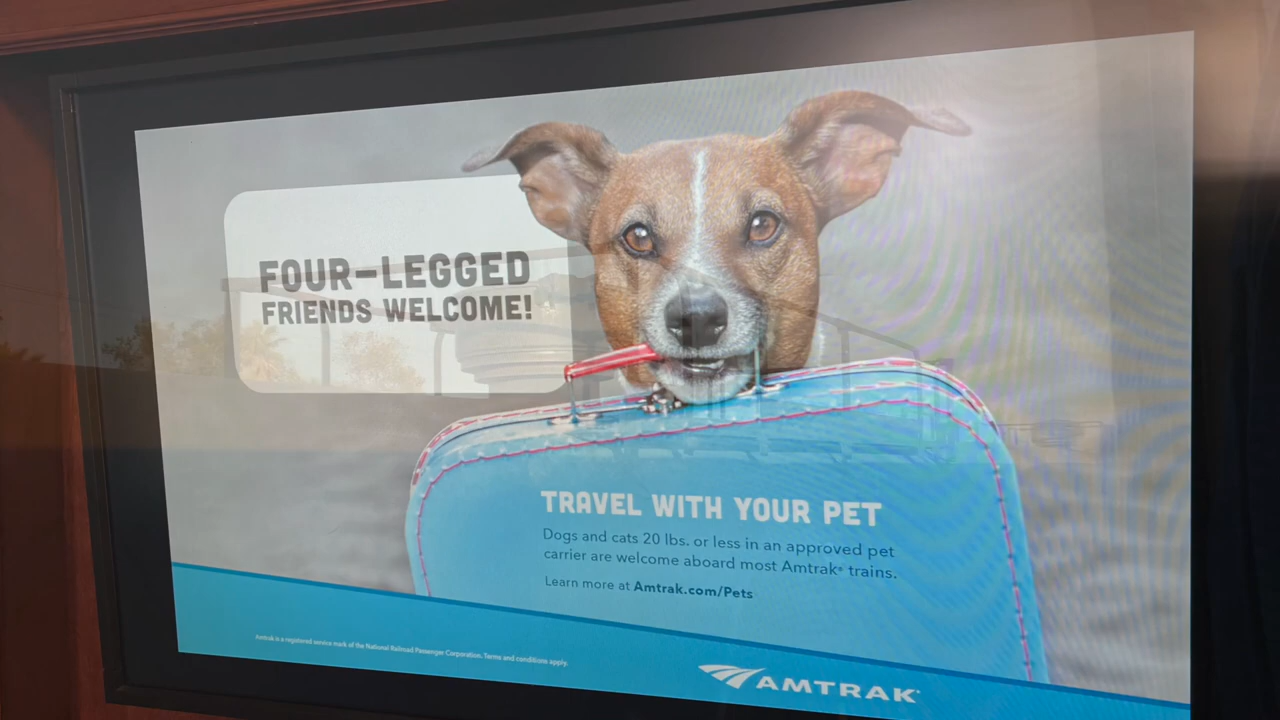 FOUR-LEGGED
FRIENDS WELCOME!
TRAVEL WITH YOUR PET
Dogs and cats 20 lbs. or less in an approved pet
carrier are welcome aboard most Amtrak® trains.
Learn more at Amtrak.com/Pets
Amtrak is a registered service mark of the National Railroad Passenger Corporation. Terms and conditions apply.
AMTRAK®